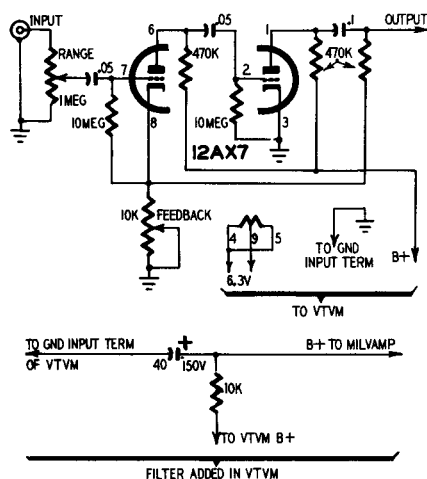 INPUT
RANGE
1MEG
.05
7
10MEG
6
8
.05
470K
2
10MEG
12AX7
1
3
.1
470K
OUTPUT
10K
FEEDBACK
4
9
5
6.3V
TO GND
INPUT
TERM
B+
TO VTVM
TO GND INPUT TERM
OF VTVM
40
+
150V
B+ TO MILVAMP
10K
TO VTVM B+
FILTER ADDED IN VTVM